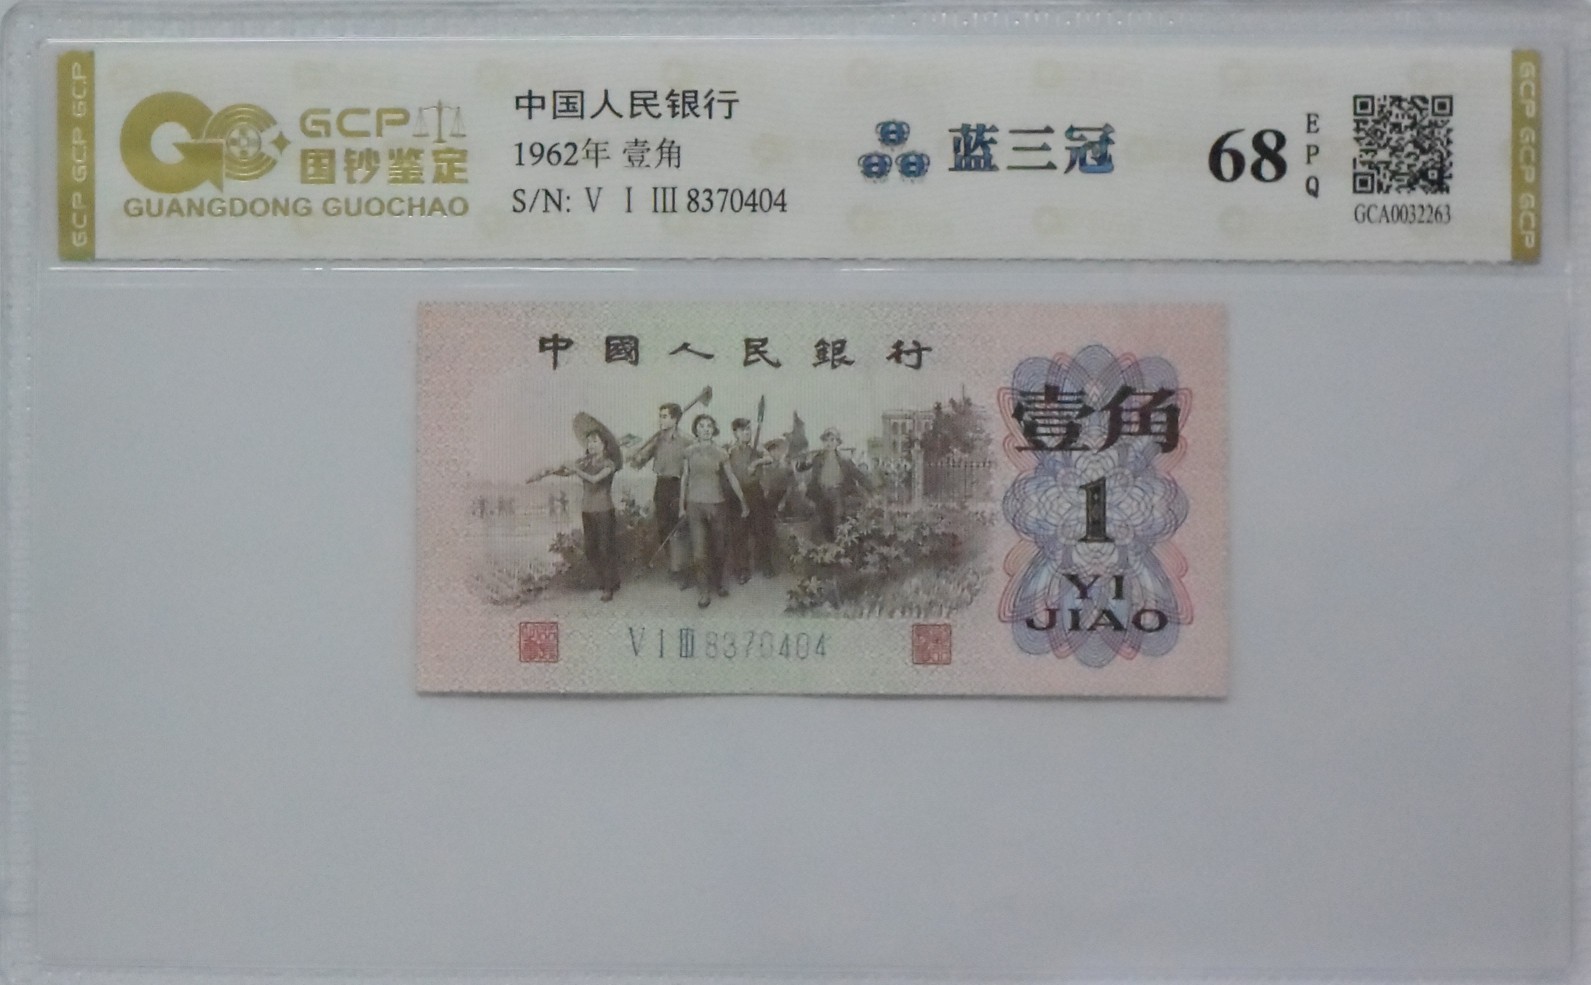 GCP GCP GCP
GCP
国钞鉴定
GUANGDONG GUOCHAO
中国人民银行
1962年 壹角
S/N: V I III 8370404
蓝三冠
68
EPQ
GCA0032263
GCP GCP GCP
中國人民銀行
壹角
1
YI
JIAO
V I III 8370404